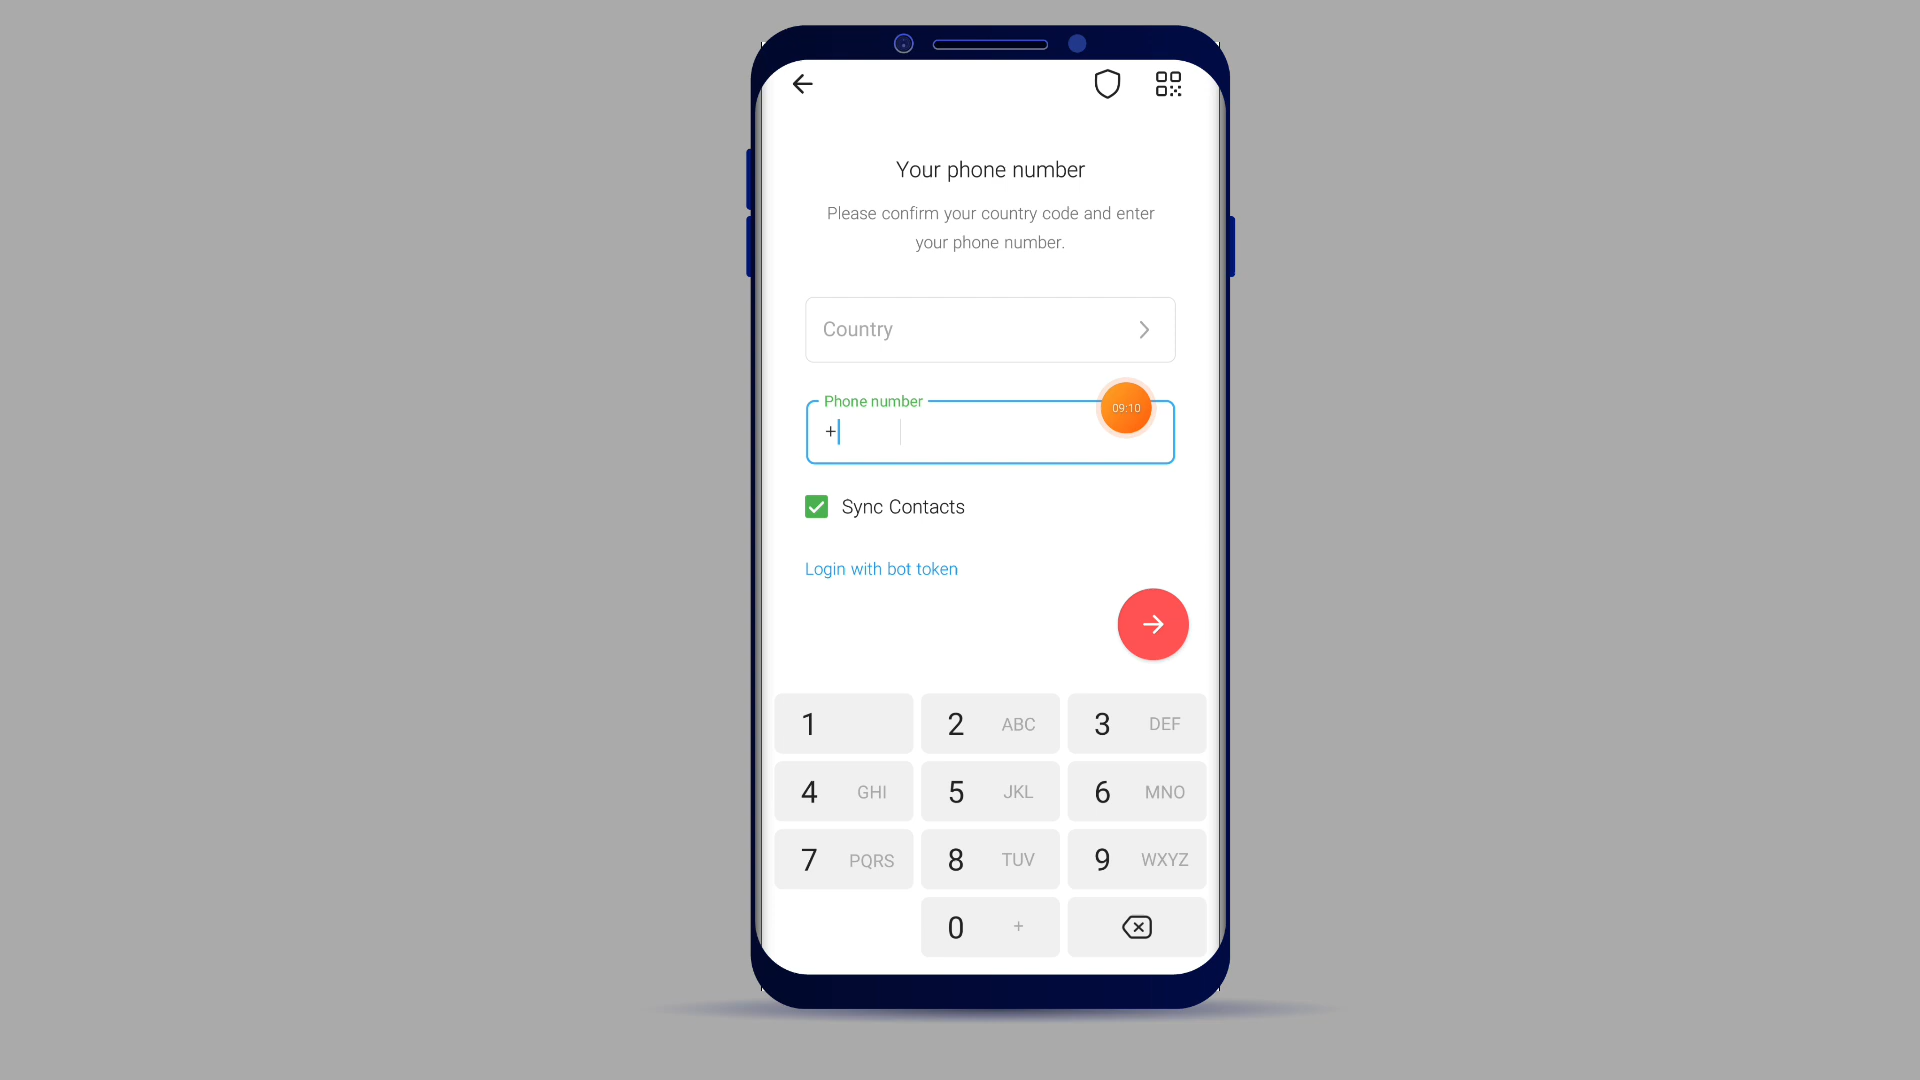 Your phone number
Please confirm your country code and enter
your phone number.
Country
Phone number
09:10
+
Sync Contacts
Login with bot token
1
2 ABC
3 DEF
4 GHI
5 JKL
6 MNO
7 PQRS
8 TUV
9 WXYZ
0 +